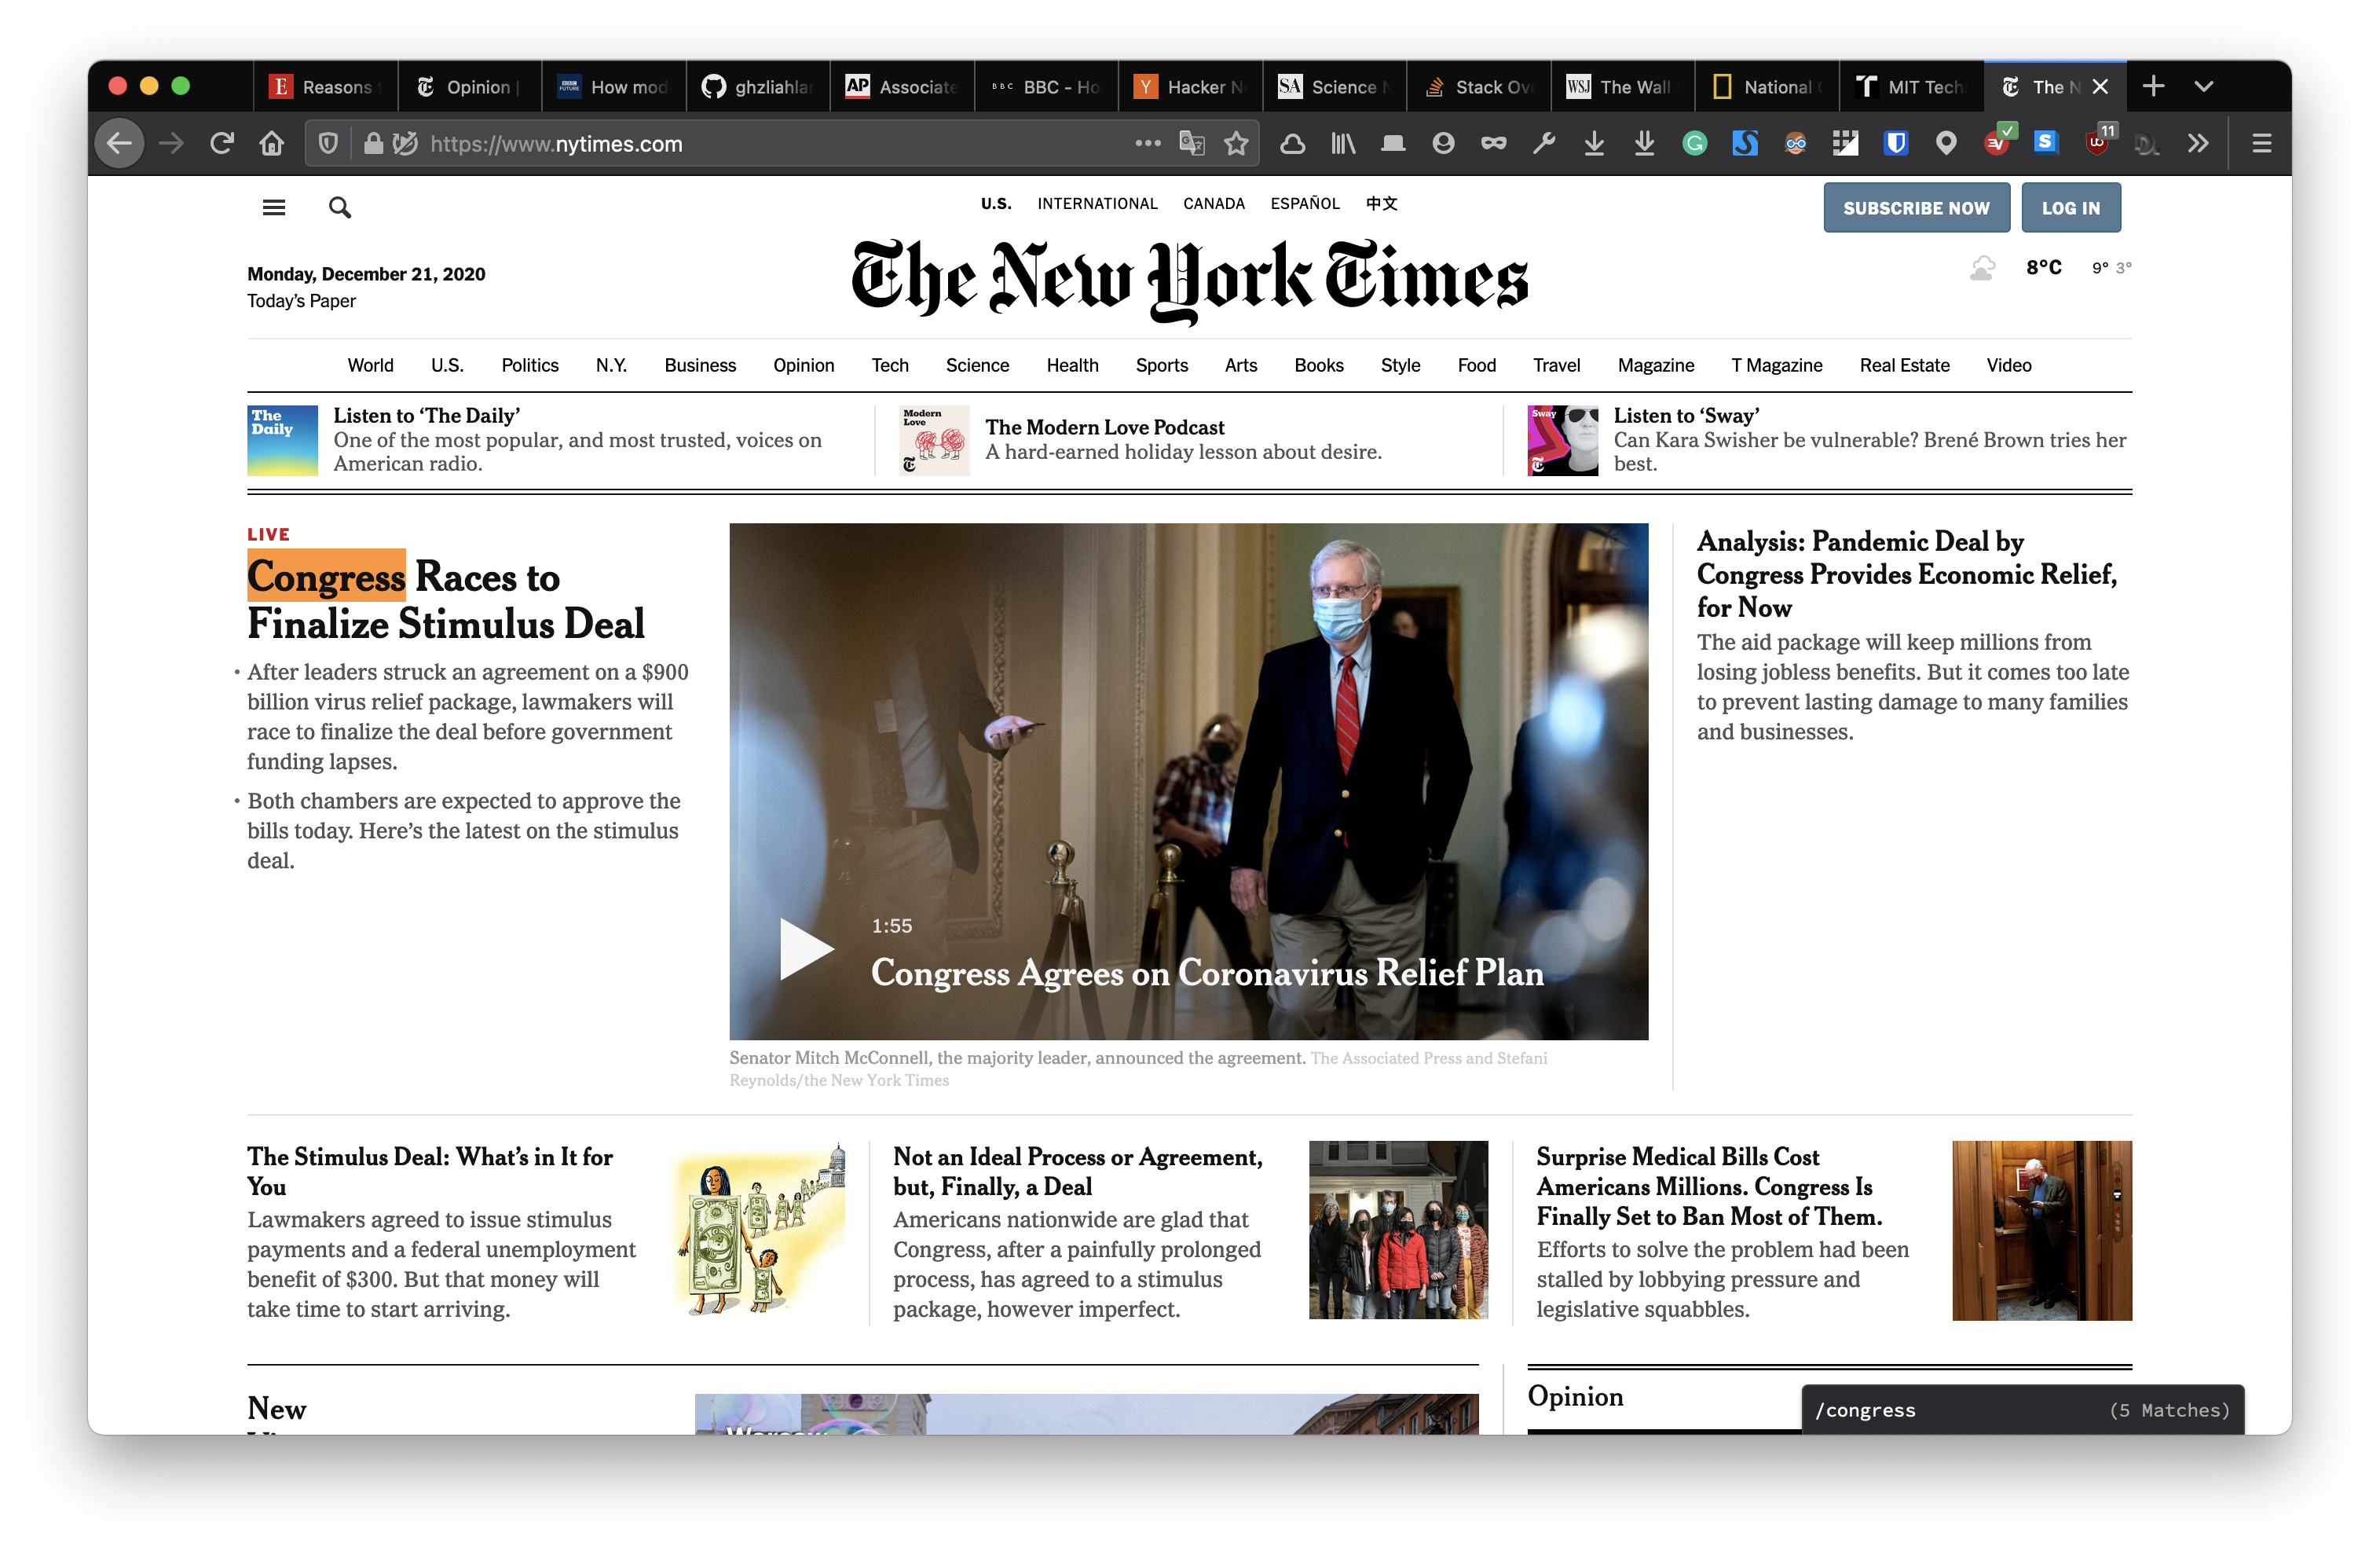 Reasons
Opinion |
How mod
ghzliahla
Associate
BBC - Ho
Hacker N
Science
Stack Ov
The Wall
National
MIT Tech
The N
https://www.nytimes.com
11
U.S. INTERNATIONAL CANADA ESPAÑOL 中文
SUBSCRIBE NOW LOG IN
Monday, December 21, 2020
Today’s Paper
The New York Times
8°C 9° 3°
World U.S. Politics N.Y. Business Opinion Tech Science Health Sports Arts Books Style Food Travel Magazine T Magazine Real Estate Video
The
Daily
Listen to ‘The Daily’
One of the most popular, and most trusted, voices on
American radio.
Modern
Love
The Modern Love Podcast
A hard-earned holiday lesson about desire.
Sway
Listen to ‘Sway’
Can Kara Swisher be vulnerable? Brené Brown tries her
best.
LIVE
Congress Races to
Finalize Stimulus Deal
• After leaders struck an agreement on a $900
billion virus relief package, lawmakers will
race to finalize the deal before government
funding lapses.
• Both chambers are expected to approve the
bills today. Here’s the latest on the stimulus
deal.
1:55
Congress Agrees on Coronavirus Relief Plan
Senator Mitch McConnell, the majority leader, announced the agreement. The Associated Press and Stefani
Reynolds/the New York Times
Analysis: Pandemic Deal by
Congress Provides Economic Relief,
for Now
The aid package will keep millions from
losing jobless benefits. But it comes too late
to prevent lasting damage to many families
and businesses.
The Stimulus Deal: What’s in It for
You
Lawmakers agreed to issue stimulus
payments and a federal unemployment
benefit of $300. But that money will
take time to start arriving.
Not an Ideal Process or Agreement,
but, Finally, a Deal
Americans nationwide are glad that
Congress, after a painfully prolonged
process, has agreed to a stimulus
package, however imperfect.
Surprise Medical Bills Cost
Americans Millions. Congress Is
Finally Set to Ban Most of Them.
Efforts to solve the problem had been
stalled by lobbying pressure and
legislative squabbles.
New
Opinion
/congress (5 Matches)